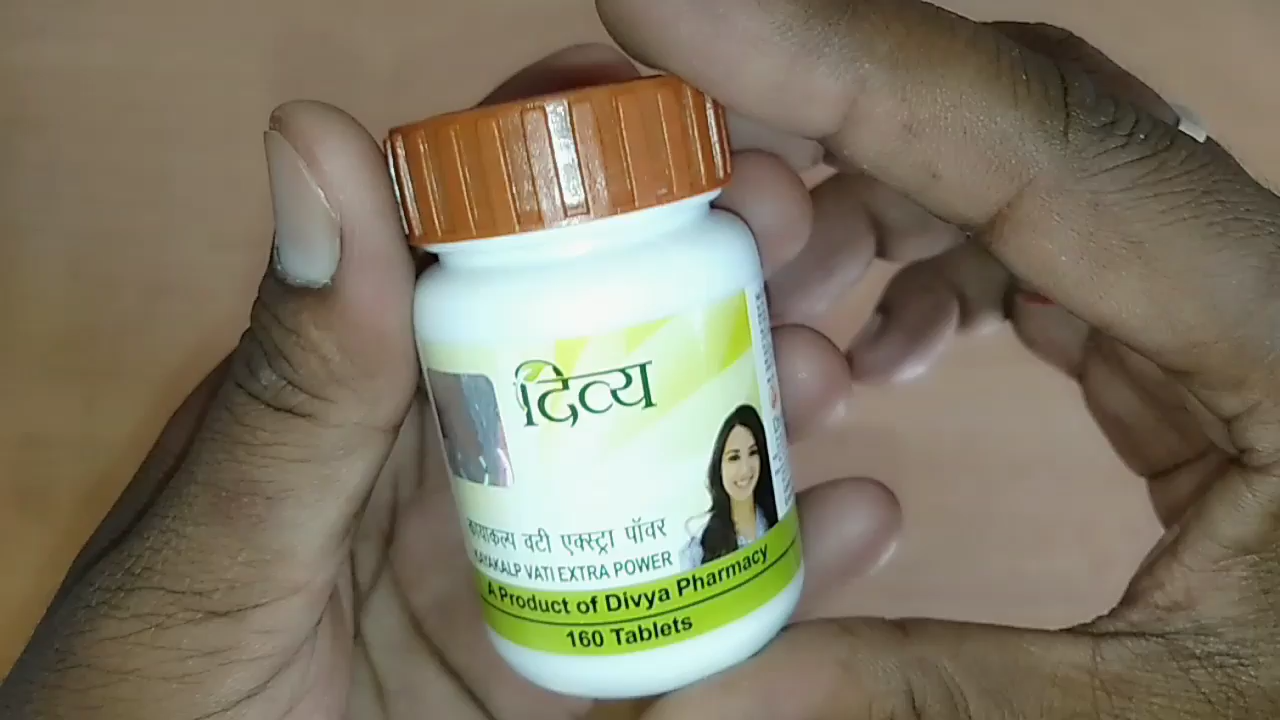 दिव्य
कायाकल्प वटी एक्स्ट्रा पॉवर
KAYAKALP VATI EXTRA POWER
A Product of Divya Pharmacy
160 Tablets